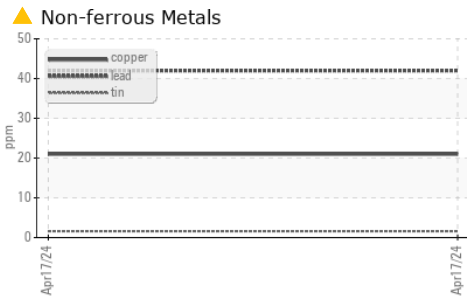 Non-ferrous Metals
50
40
30
20
10
0
ppm
copper
lead
tin
Apr17/24
Apr17/24